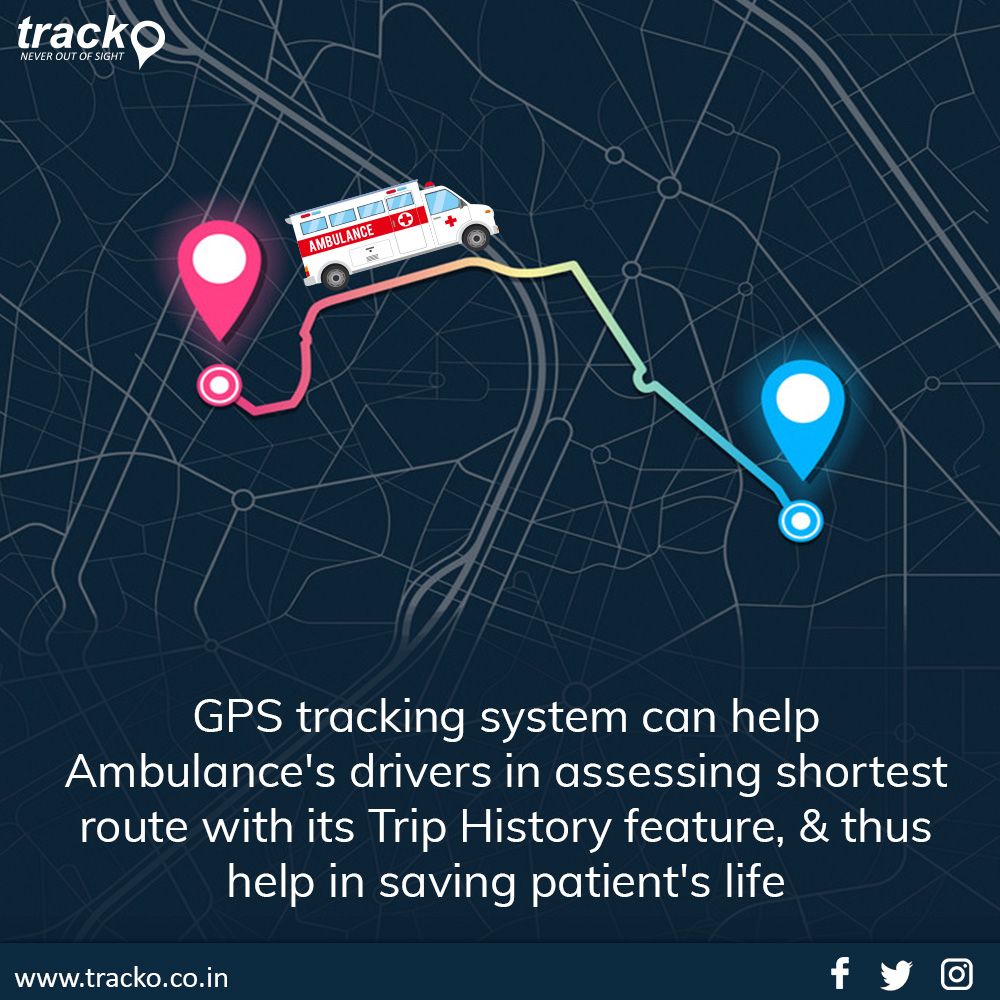 tracko
NEVER OUT OF SIGHT
AMBULANCE
GPS tracking system can help
Ambulance's drivers in assessing shortest
route with its Trip History feature, & thus
help in saving patient's life
www.tracko.co.in